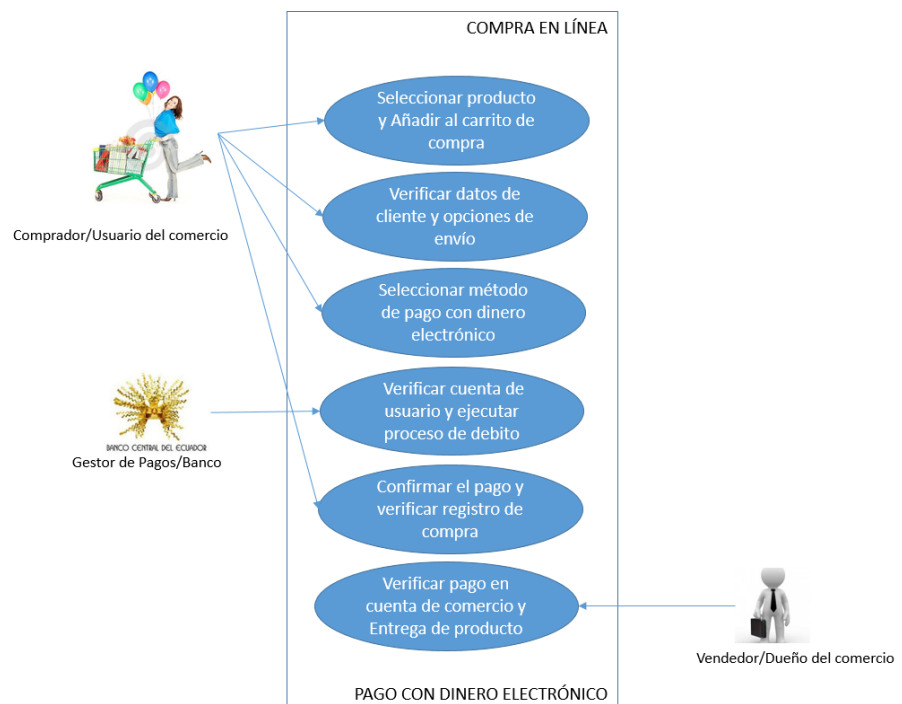 COMPRA EN LÍNEA
Seleccionar producto
y Añadir al carrito de
compra
Verificar datos de
cliente y opciones de
envío
Comprador/Usuario del comercio
Seleccionar método
de pago con dinero
electrónico
Verificar cuenta de
usuario y ejecutar
proceso de debito
BANCO CENTRAL DEL ECUADOR
Gestor de Pagos/Banco
Confirmar el pago y
verificar registro de
compra
Verificar pago en
cuenta de comercio y
Entrega de producto
Vendedor/Dueño del comercio
PAGO CON DINERO ELECTRÓNICO